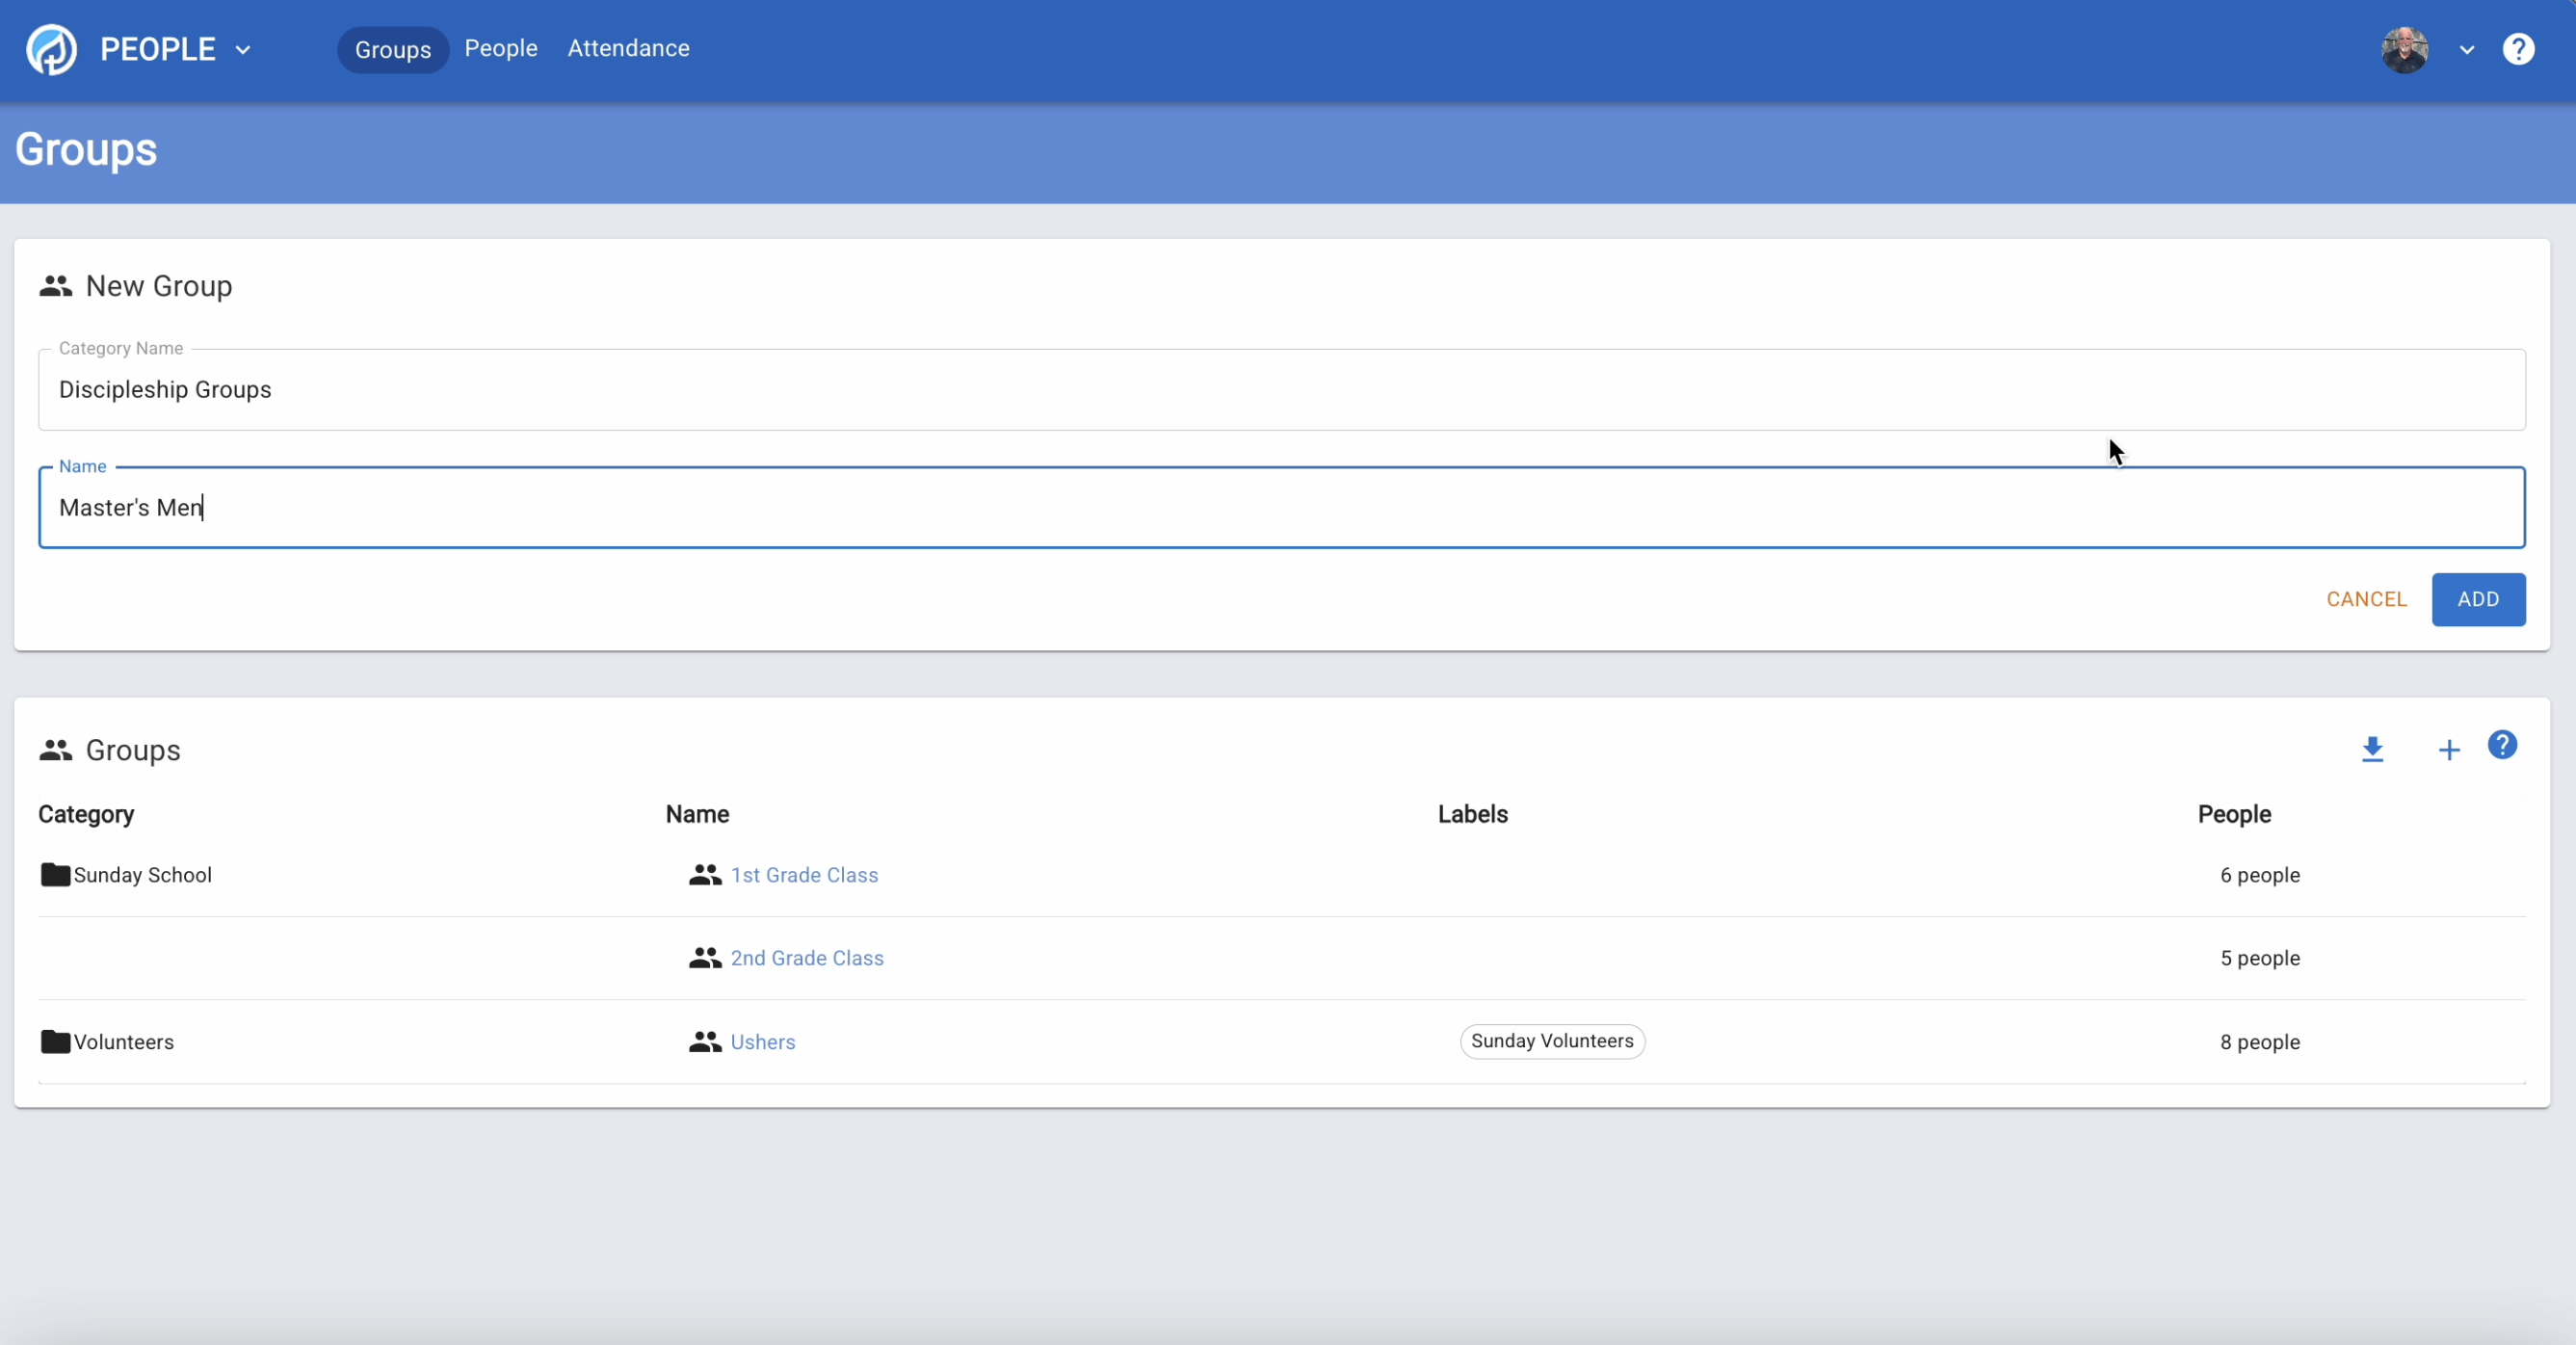 PEOPLE Groups People Attendance
Groups
New Group
Category Name
Discipleship Groups
Name
Master's Men
CANCEL ADD
Groups
Category Name Labels People
Sunday School 1st Grade Class 6 people
2nd Grade Class 5 people
Volunteers Ushers Sunday Volunteers 8 people